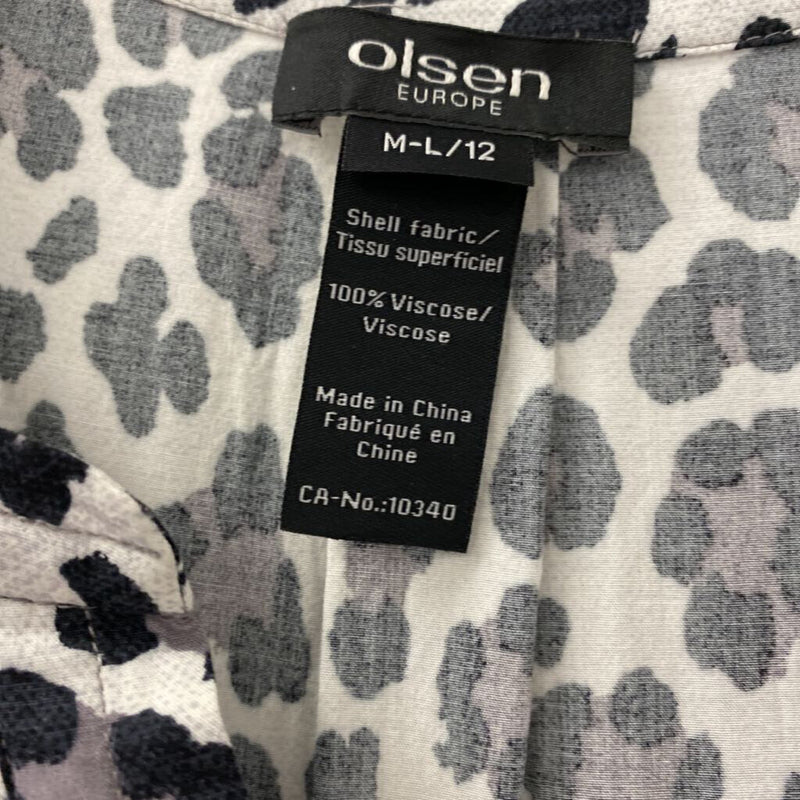 olsen
EUROPE
M-L/12
Shell fabric/
Tissu superficiel
100% Viscose/
Viscose
Made in China
Fabriqué en
Chine
CA-No.:10340